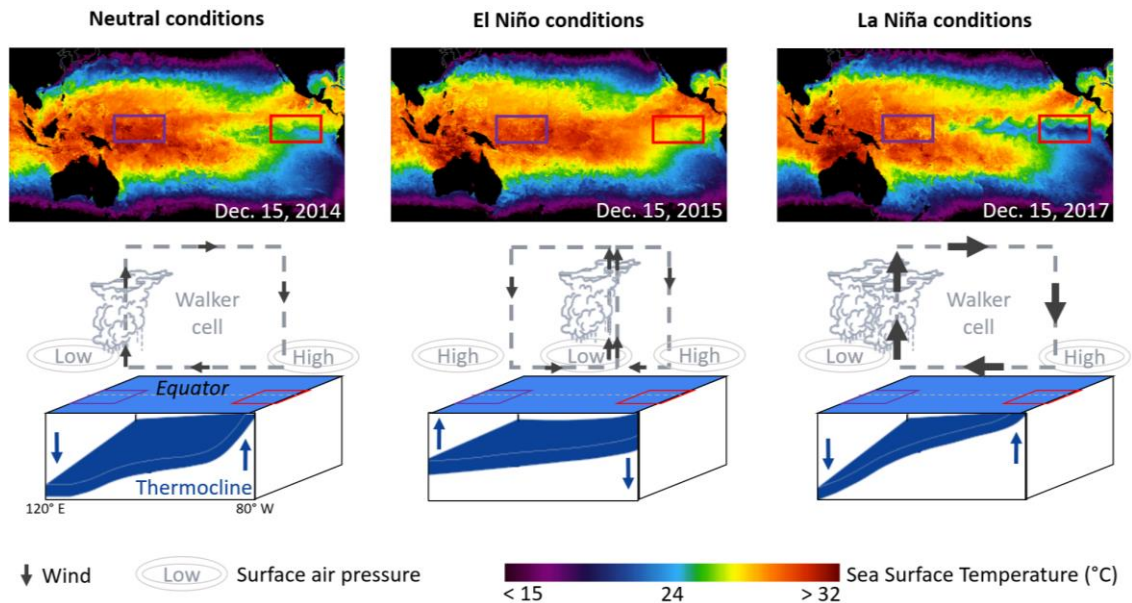 Neutral conditions
El Niño conditions
La Niña conditions
Dec. 15, 2014
Dec. 15, 2015
Dec. 15, 2017
Walker
cell
Low
High
High
Low
High
Walker
cell
Low
High
Equator
Thermocline
120° E
80° W
Wind
Low
Surface air pressure
Sea Surface Temperature (°C)
< 15
24
> 32